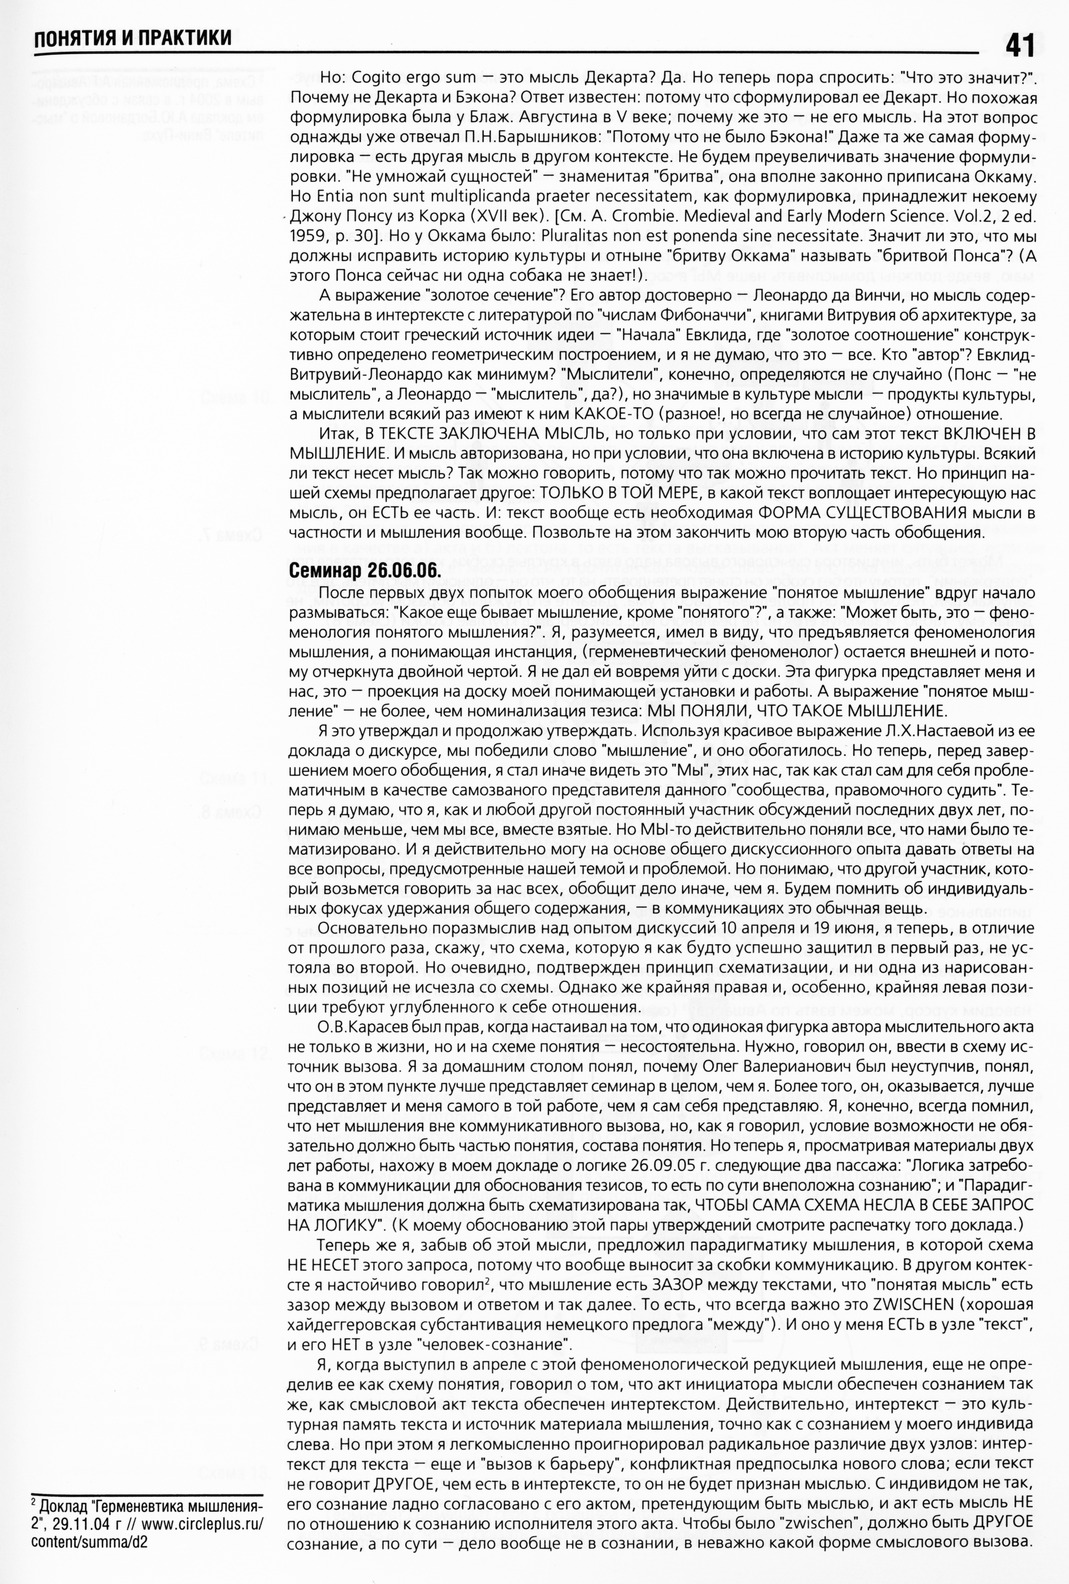 ПОНЯТИЯ И ПРАКТИКИ
41
Но: Cogito ergo sum — это мысль Декарта? Да. Но теперь пора спросить: "Что это значит?".
Почему не Декарта и Бэкона? Ответ известен: потому что сформулировал ее Декарт. Но похожая
формулировка была у Блаж. Августина в V веке; почему же это — не его мысль. На этот вопрос
однажды уже отвечал П.Н.Барышников: "Потому что не было Бэкона!" Даже та же самая форму-
лировка — есть другая мысль в другом контексте. Не будем преувеличивать значение формули-
ровки. "Не умножай сущностей" — знаменитая "бритва", она вполне законно приписана Оккаму.
Но Entia non sunt multiplicanda praeter necessitatem, как формулировка, принадлежит некоему
Джону Понсу из Корка (XVII век). [См. A. Crombie. Medieval and Early Modern Science. Vol.2, 2 ed.
1959, p. 30]. Но у Оккама было: Pluralitas non est ponenda sine necessitate. Значит ли это, что мы
должны исправить историю культуры и отныне "бритву Оккама" называть "бритвой Понса"? (А
этого Понса сейчас ни одна собака не знает!).
А выражение "золотое сечение"? Его автор достоверно — Леонардо да Винчи, но мысль содер-
жательна в интертексте с литературой по "числам Фибоначчи", книгами Витрувия об архитектуре, за
которым стоит греческий источник идеи — "Начала" Евклида, где "золотое соотношение" конструк-
тивно определено геометрическим построением, и я не думаю, что это — все. Кто "автор"? Евклид-
Витрувий-Леонардо как минимум? "Мыслители", конечно, определяются не случайно (Понс — "не
мыслитель", а Леонардо — "мыслитель", да?), но значимые в культуре мысли — продукты культуры,
а мыслители всякий раз имеют к ним КАКОЕ-ТО (разное!, но всегда не случайное) отношение.
Итак, В ТЕКСТЕ ЗАКЛЮЧЕНА МЫСЛЬ, но только при условии, что сам этот текст ВКЛЮЧЕН В
МЫШЛЕНИЕ. И мысль авторизована, но при условии, что она включена в историю культуры. Всякий
ли текст несет мысль? Так можно говорить, потому что так можно прочитать текст. Но принцип на-
шей схемы предполагает другое: ТОЛЬКО В ТОЙ МЕРЕ, в какой текст воплощает интересующую нас
мысль, он ЕСТЬ ее часть. И: текст вообще есть необходимая ФОРМА СУЩЕСТВОВАНИЯ мысли в
частности и мышления вообще. Позвольте на этом закончить мою вторую часть обобщения.
Семинар 26.06.06.
После первых двух попыток моего обобщения выражение "понятое мышление" вдруг начало
размываться: "Какое еще бывает мышление, кроме "понятого"?", а также: "Может быть, это — фено-
менология понятого мышления?". Я, разумеется, имел в виду, что предъявляется феноменология
мышления, а понимающая инстанция, (герменевтический феноменолог) остается внешней и пото-
му отчеркнута двойной чертой. Я не дал ей вовремя уйти с доски. Эта фигурка представляет меня и
нас, это — проекция на доску моей понимающей установки и работы. А выражение "понятое мыш-
ление" — не более, чем номинализация тезиса: МЫ ПОНЯЛИ, ЧТО ТАКОЕ МЫШЛЕНИЕ.
Я это утверждал и продолжаю утверждать. Используя красивое выражение Л.Х.Настаевой из ее
доклада о дискурсе, мы победили слово "мышление", и оно обогатилось. Но теперь, перед завер-
шением моего обобщения, я стал иначе видеть это "Мы", этих нас, так как стал сам для себя пробле-
матичным в качестве самозваного представителя данного "сообщества, правомочного судить". Те-
перь я думаю, что я, как и любой другой постоянный участник обсуждений последних двух лет, по-
нимаю меньше, чем мы все, вместе взятые. Но МЫ-то действительно поняли все, что нами было те-
матизировано. И я действительно могу на основе общего дискуссионного опыта давать ответы на
все вопросы, предусмотренные нашей темой и проблемой. Но понимаю, что другой участник, кото-
рый возьмется говорить за нас всех, обобщит дело иначе, чем я. Будем помнить об индивидуаль-
ных фокусах удержания общего содержания, — в коммуникациях это обычная вещь.
Основательно поразмыслив над опытом дискуссий 10 апреля и 19 июня, я теперь, в отличие
от прошлого раза, скажу, что схема, которую я как будто успешно защитил в первый раз, не ус-
тояла во второй. Но очевидно, подтвержден принцип схематизации, и ни одна из нарисован-
ных позиций не исчезла со схемы. Однако же крайняя правая и, особенно, крайняя левая пози-
ции требуют углубленного к себе отношения.
О.В.Карасев был прав, когда настаивал на том, что одинокая фигурка автора мыслительного акта
не только в жизни, но и на схеме понятия — несостоятельна. Нужно, говорил он, ввести в схему ис-
точник вызова. Я за домашним столом понял, почему Олег Валерианович был неуступчив, понял,
что он в этом пункте лучше представляет семинар в целом, чем я. Более того, он, оказывается, лучше
представляет и меня самого в той работе, чем я сам себя представляю. Я, конечно, всегда помнил,
что нет мышления вне коммуникативного вызова, но, как я говорил, условие возможности не обя-
зательно должно быть частью понятия, состава понятия. Но теперь я, просматривая материалы двух
лет работы, нахожу в моем докладе о логике 26.09.05 г. следующие два пассажа: "Логика затребо-
вана в коммуникации для обоснования тезисов, то есть по сути внеположна сознанию"; и "Парадиг-
матика мышления должна быть схематизирована так, ЧТОБЫ САМА СХЕМА НЕСЛА В СЕБЕ ЗАПРОС
НА ЛОГИКУ". (К моему обоснованию этой пары утверждений смотрите распечатку того доклада.)
Теперь же я, забыв об этой мысли, предложил парадигматику мышления, в которой схема
НЕ НЕСЕТ этого запроса, потому что вообще выносит за скобки коммуникацию. В другом контек-
сте я настойчиво говорил², что мышление есть ЗАЗОР между текстами, что "понятая мысль" есть
зазор между вызовом и ответом и так далее. То есть, что всегда важно это ZWISCHEN (хорошая
хайдеггеровская субстантивация немецкого предлога "между"). И оно у меня ЕСТЬ в узле "текст",
и его НЕТ в узле "человек-сознание".
Я, когда выступил в апреле с этой феноменологической редукцией мышления, еще не опре-
делив ее как схему понятия, говорил о том, что акт инициатора мысли обеспечен сознанием так
же, как смысловой акт текста обеспечен интертекстом. Действительно, интертекст — это куль-
турная память текста и источник материала мышления, точно как с сознанием у моего индивида
слева. Но при этом я легкомысленно проигнорировал радикальное различие двух узлов: интер-
текст для текста — еще и "вызов к барьеру", конфликтная предпосылка нового слова; если текст
не говорит ДРУГОЕ, чем есть в интертексте, то он не будет признан мыслью. С индивидом не так,
его сознание ладно согласовано с его актом, претендующим быть мыслью, и акт есть мысль НЕ
по отношению к сознанию исполнителя этого акта. Чтобы было "zwischen", должно быть ДРУГОЕ
сознание, а по сути — дело вообще не в сознании, в неважно какой форме смыслового вызова.
² Доклад "Герменевтика мышления-
2", 29.11.04 г // www.circleplus.ru/
content/summa/d2